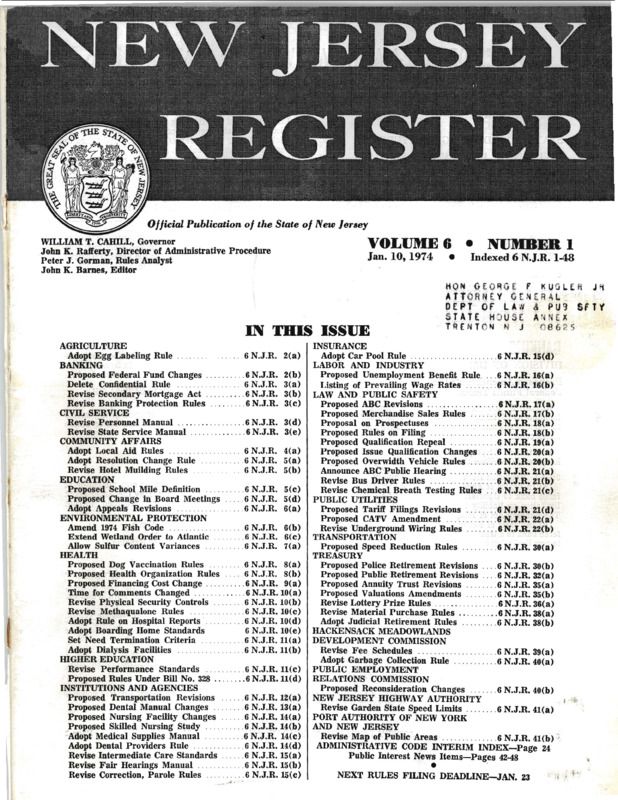 NEW JERSEY
REGISTER
THE GREAT SEAL OF THE STATE OF NEW JERSEY
Official Publication of the State of New Jersey
WILLIAM T. CAHILL, Governor
John K. Rafferty, Director of Administrative Procedure
Peter J. Gorman, Rules Analyst
John K. Barnes, Editor
VOLUME 6 • NUMBER 1
Jan. 10, 1974 • Indexed 6 N.J.R. 1-48
HON GEORGE F KUGLER JR
ATTORNEY GENERAL
DEPT OF LAW & PUB SFTY
STATE HOUSE ANNEX
TRENTON N J 08625
IN THIS ISSUE
AGRICULTURE
Adopt Egg Labeling Rule 6 N.J.R. 2(a)
BANKING
Proposed Federal Fund Changes 6 N.J.R. 2(b)
Delete Confidential Rule 6 N.J.R. 3(a)
Revise Secondary Mortgage Act 6 N.J.R. 3(b)
Revise Banking Protection Rules 6 N.J.R. 3(c)
CIVIL SERVICE
Revise Personnel Manual 6 N.J.R. 3(d)
Revise State Service Manual 6 N.J.R. 3(e)
COMMUNITY AFFAIRS
Adopt Local Aid Rules 6 N.J.R. 4(a)
Adopt Resolution Change Rule 6 N.J.R. 5(a)
Revise Hotel Muilding Rules 6 N.J.R. 5(b)
EDUCATION
Proposed School Mile Definition 6 N.J.R. 5(c)
Proposed Change in Board Meetings 6 N.J.R. 5(d)
Adopt Appeals Revisions 6 N.J.R. 6(a)
ENVIRONMENTAL PROTECTION
Amend 1974 Fish Code 6 N.J.R. 6(b)
Extend Wetland Order to Atlantic 6 N.J.R. 6(c)
Allow Sulfur Content Variances 6 N.J.R. 7(a)
HEALTH
Proposed Dog Vaccination Rules 6 N.J.R. 8(a)
Proposed Health Organization Rules 6 N.J.R. 8(b)
Proposed Financing Cost Change 6 N.J.R. 9(a)
Time for Comments Changed 6 N.J.R. 10(a)
Revise Physical Security Controls 6 N.J.R. 10(b)
Revise Methaqualone Rules 6 N.J.R. 10(c)
Adopt Rule on Hospital Reports 6 N.J.R. 10(d)
Adopt Boarding Home Standards 6 N.J.R. 10(e)
Set Need Termination Criteria 6 N.J.R. 11(a)
Adopt Dialysis Facilities 6 N.J.R. 11(b)
HIGHER EDUCATION
Revise Performance Standards 6 N.J.R. 11(c)
Proposed Rules Under Bill No. 328 6 N.J.R. 11(d)
INSTITUTIONS AND AGENCIES
Proposed Transportation Revisions 6 N.J.R. 12(a)
Proposed Dental Manual Changes 6 N.J.R. 13(a)
Proposed Nursing Facility Changes 6 N.J.R. 14(a)
Proposed Skilled Nursing Study 6 N.J.R. 14(b)
Adopt Medical Supplies Manual 6 N.J.R. 14(c)
Adopt Dental Providers Rule 6 N.J.R. 14(d)
Revise Intermediate Care Standards 6 N.J.R. 15(a)
Revise Fair Hearings Manual 6 N.J.R. 15(b)
Revise Correction, Parole Rules 6 N.J.R. 15(c)
INSURANCE
Adopt Car Pool Rule 6 N.J.R. 15(d)
LABOR AND INDUSTRY
Proposed Unemployment Benefit Rule 6 N.J.R. 16(a)
Listing of Prevailing Wage Rates 6 N.J.R. 16(b)
LAW AND PUBLIC SAFETY
Proposed ABC Revisions 6 N.J.R. 17(a)
Proposed Merchandise Sales Rules 6 N.J.R. 17(b)
Proposal on Prospectuses 6 N.J.R. 18(a)
Proposed Rules on Filing 6 N.J.R. 18(b)
Proposed Qualification Repeal 6 N.J.R. 19(a)
Proposed Issue Qualification Changes 6 N.J.R. 20(a)
Proposed Overwidth Vehicle Rules 6 N.J.R. 20(b)
Announce ABC Public Hearing 6 N.J.R. 21(a)
Revise Bus Driver Rules 6 N.J.R. 21(b)
Revise Chemical Breath Testing Rules 6 N.J.R. 21(c)
PUBLIC UTILITIES
Proposed Tariff Filings Revisions 6 N.J.R. 21(d)
Proposed CATV Amendment 6 N.J.R. 22(a)
Revise Underground Wiring Rules 6 N.J.R. 22(b)
TRANSPORTATION
Proposed Speed Reduction Rules 6 N.J.R. 30(a)
TREASURY
Proposed Police Retirement Revisions 6 N.J.R. 30(b)
Proposed Public Retirement Revisions 6 N.J.R. 32(a)
Proposed Annuity Trust Revisions 6 N.J.R. 35(a)
Proposed Valuations Amendments 6 N.J.R. 35(b)
Revise Lottery Prize Rules 6 N.J.R. 36(a)
Revise Material Purchase Rules 6 N.J.R. 38(a)
Adopt Judicial Retirement Rules 6 N.J.R. 38(b)
HACKENSACK MEADOWLANDS
DEVELOPMENT COMMISSION
Revise Fee Schedules 6 N.J.R. 39(a)
Adopt Garbage Collection Rule 6 N.J.R. 40(a)
PUBLIC EMPLOYMENT
RELATIONS COMMISSION
Proposed Reconsideration Changes 6 N.J.R. 40(b)
NEW JERSEY HIGHWAY AUTHORITY
Revise Garden State Speed Limits 6 N.J.R. 41(a)
PORT AUTHORITY OF NEW YORK
AND NEW JERSEY
Revise Map of Public Areas 6 N.J.R. 41(b)
ADMINISTRATIVE CODE INTERIM INDEX—Page 24
Public Interest News Items—Pages 42-48
•
NEXT RULES FILING DEADLINE—JAN. 23